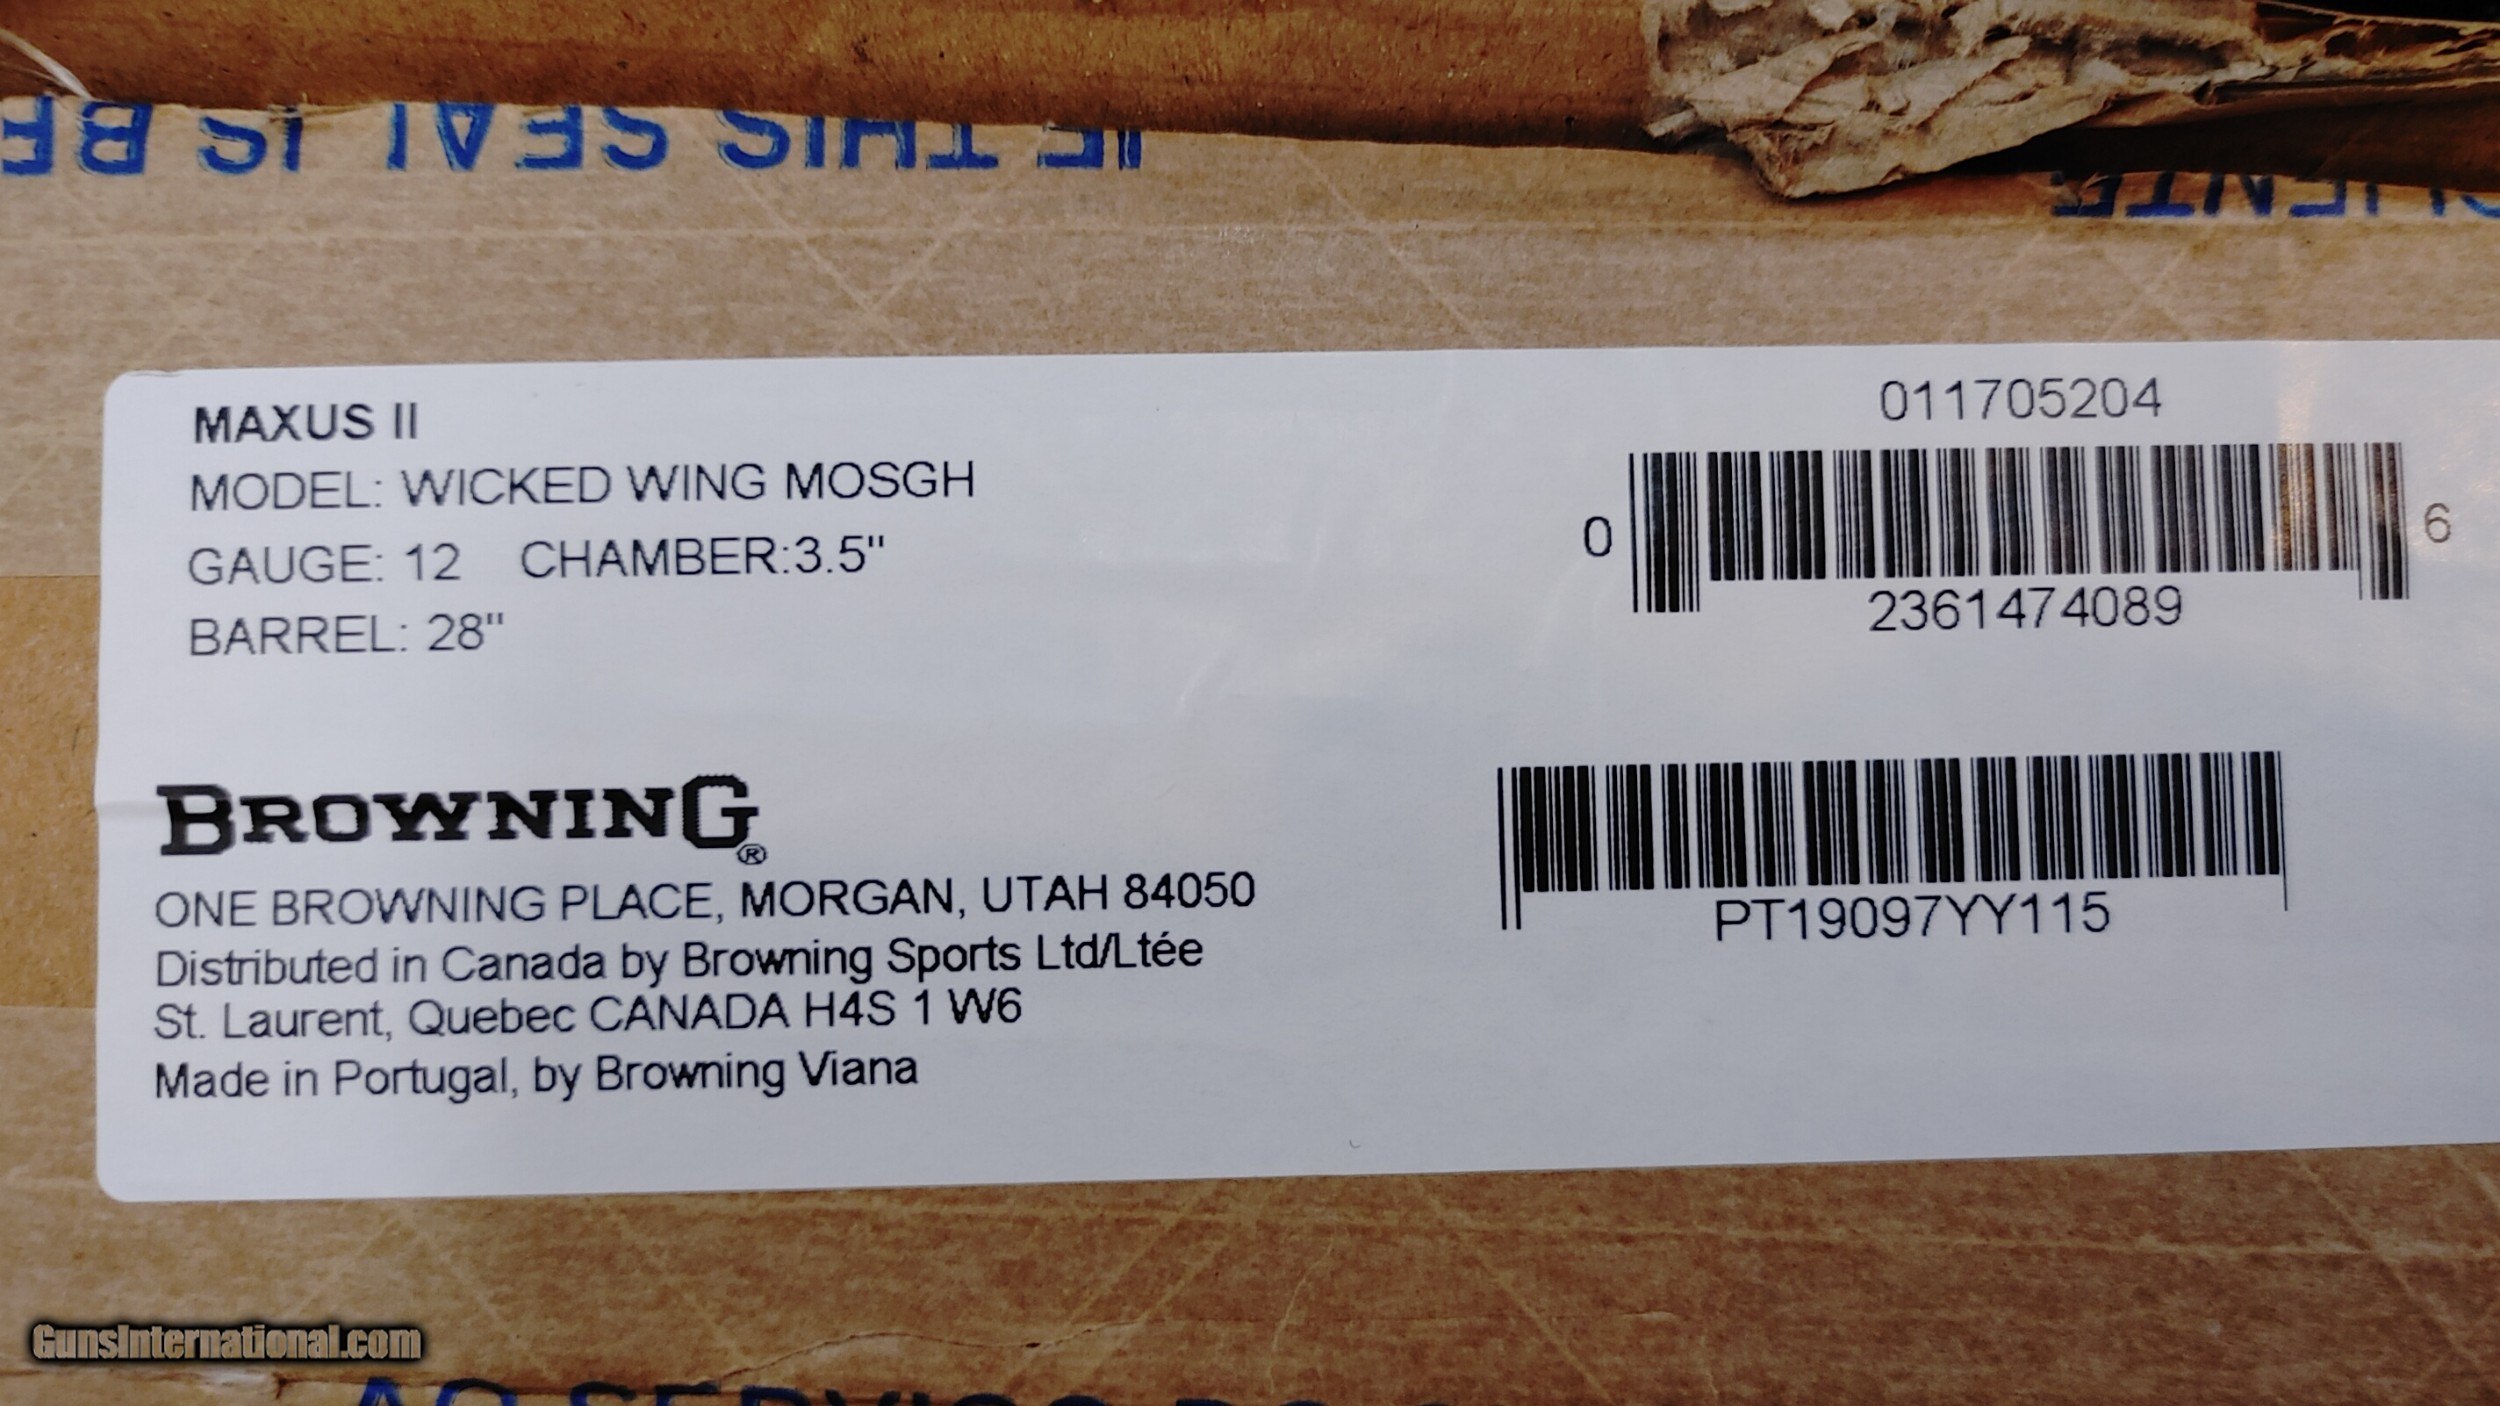 IF THIS SEAL IS BE
MAXUS II
MODEL: WICKED WING MOSGH
GAUGE: 12 CHAMBER:3.5"
BARREL: 28"
011705204
0 2361474089 6
BROWNING®
ONE BROWNING PLACE, MORGAN, UTAH 84050
Distributed in Canada by Browning Sports Ltd/Ltée
St. Laurent, Quebec CANADA H4S 1 W6
Made in Portugal, by Browning Viana
PT19097YY115
GunsInternational.com